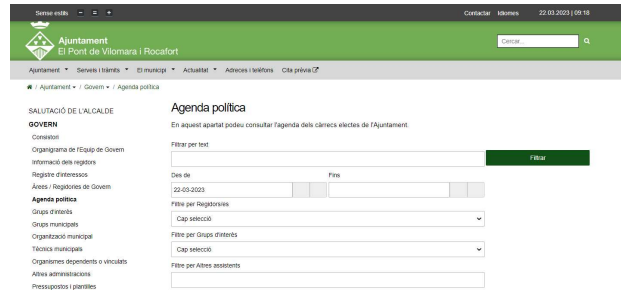 Sense estils - = +
Contactar Idiomes 22.03.2023 | 09:18
Ajuntament
El Pont de Vilomara i Rocafort
Cercar...
Ajuntament Serveis i tràmits El municipi Actualitat Adreces i telèfons Cita prèvia
/ Ajuntament / Govern / Agenda política
SALUTACIÓ DE L'ALCALDE
GOVERN
Consistori
Organigrama de l'Equip de Govern
Informació dels regidors
Registre d'interessos
Àrees / Regidories de Govern
Agenda política
Grups d'interès
Grups municipals
Organització municipal
Tècnics municipals
Organismes dependents o vinculats
Altres administracions
Pressupostos i plantilles
Agenda política
En aquest apartat podeu consultar l'agenda dels càrrecs electes de l'Ajuntament.
Filtrar per text
Filtrar
Des de Fins
22-03-2023
Filtre per Regidors/es
Cap selecció
Filtre per Grups d'interès
Cap selecció
Filtre per Altres assistents